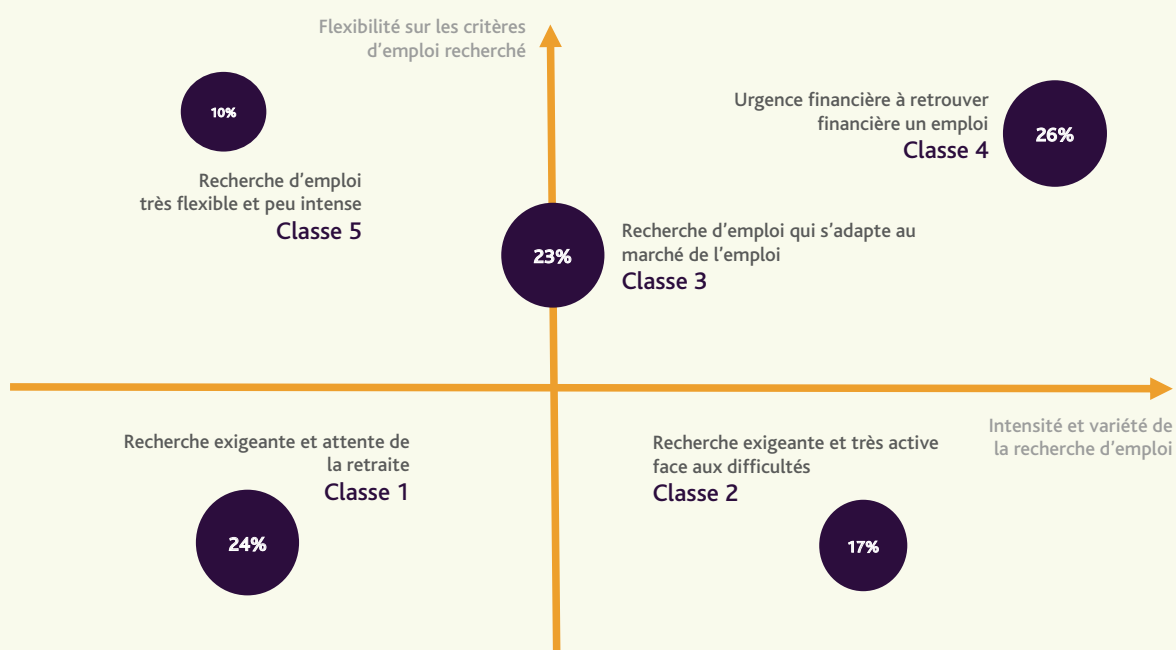 Flexibilité sur les critères
d'emploi recherché
10%
Recherche d'emploi
très flexible et peu intense
Classe 5
Urgence financière à retrouver
financière un emploi
Classe 4
26%
23%
Recherche d'emploi qui s'adapte au
marché de l'emploi
Classe 3
Intensité et variété de
la recherche d'emploi
Recherche exigeante et attente de
la retraite
Classe 1
24%
Recherche exigeante et très active
face aux difficultés
Classe 2
17%